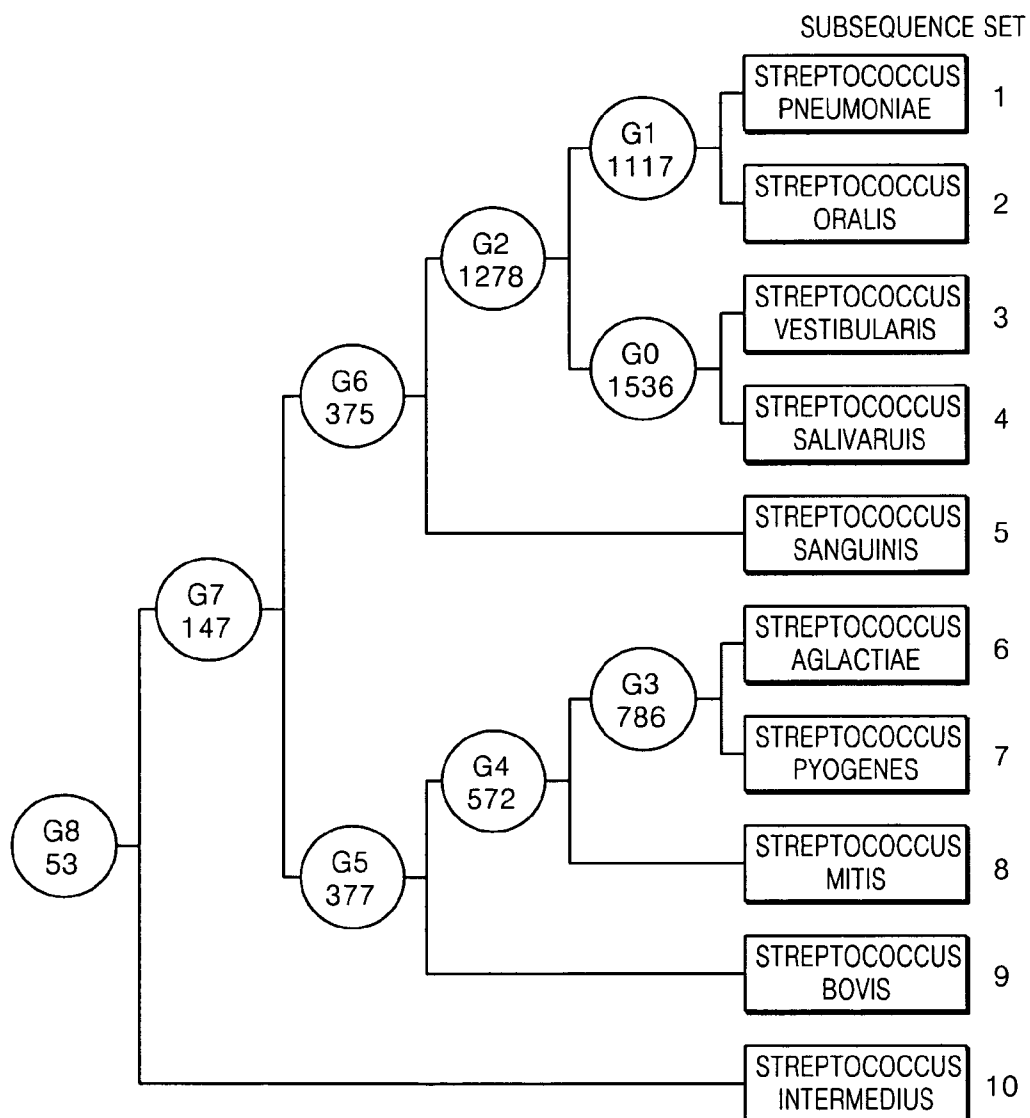 SUBSEQUENCE SET
STREPTOCOCCUS
PNEUMONIAE
1
G1
1117
STREPTOCOCCUS
ORALIS
2
G2
1278
STREPTOCOCCUS
VESTIBULARIS
3
G0
1536
G6
375
STREPTOCOCCUS
SALIVARUIS
4
STREPTOCOCCUS
SANGUINIS
5
G7
147
STREPTOCOCCUS
AGLACTIAE
6
G3
786
STREPTOCOCCUS
PYOGENES
7
G4
572
G8
53
STREPTOCOCCUS
MITIS
8
G5
377
STREPTOCOCCUS
BOVIS
9
STREPTOCOCCUS
INTERMEDIUS
10